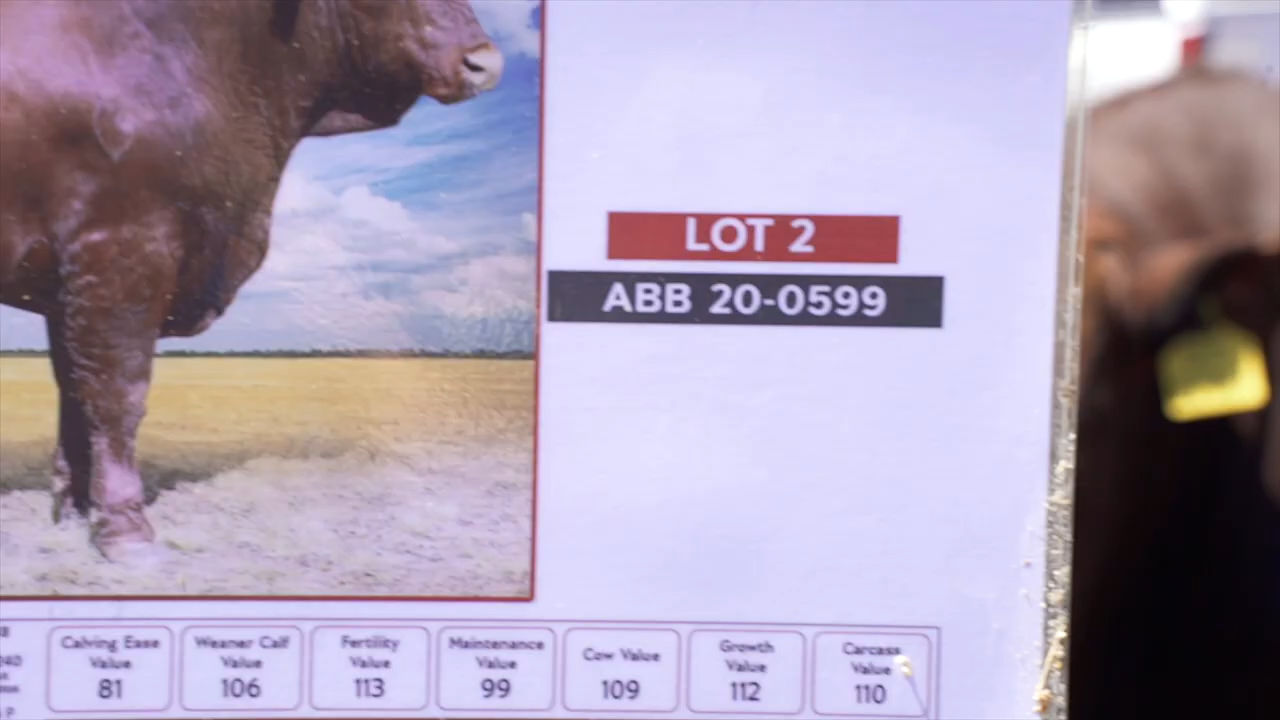 LOT 2
ABB 20-0599
Calving Ease
Value
81
Weaner Calf
Value
106
Fertility
Value
113
Maintenance
Value
99
Cow Value
109
Growth
Value
112
Carcass
Value
110